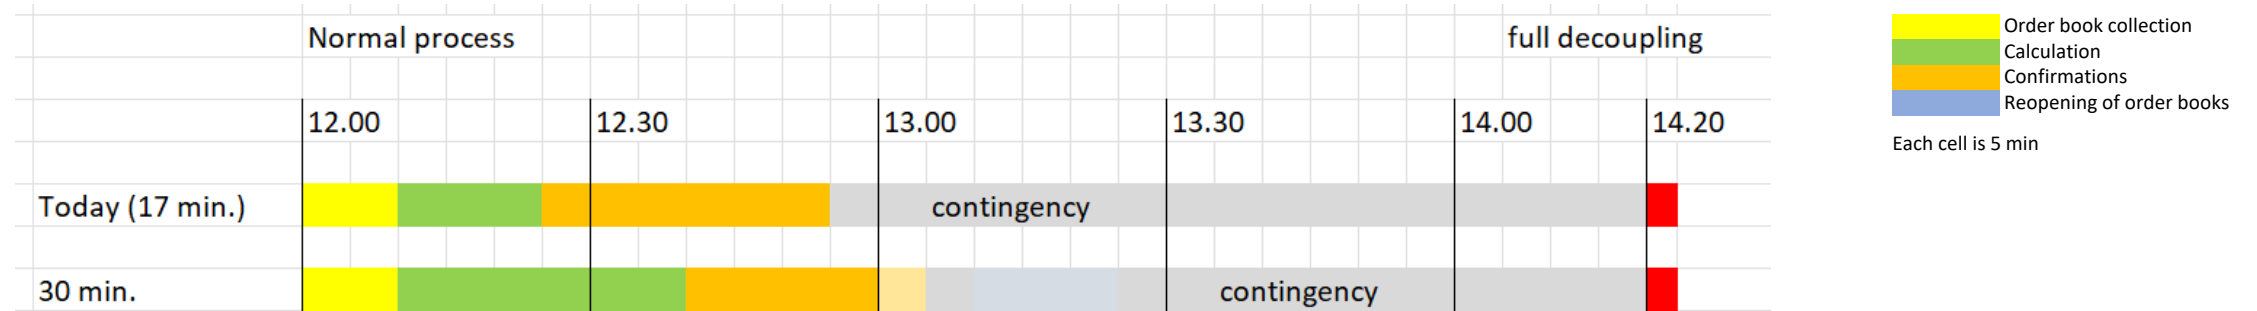 Normal process full decoupling
12.00 12.30 13.00 13.30 14.00 14.20
Today (17 min.) contingency
30 min. contingency
Order book collection
Calculation
Confirmations
Reopening of order books
Each cell is 5 min